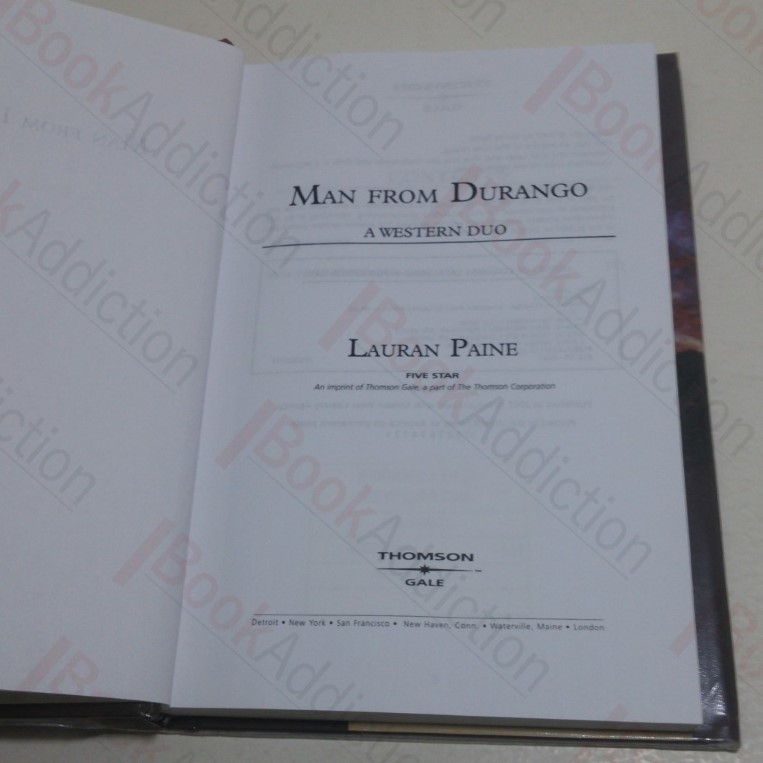 MAN FROM DURANGO
A WESTERN DUO
LAURAN PAINE
FIVE STAR
An imprint of Thomson Gale, a part of The Thomson Corporation
THOMSON
GALE
Detroit • New York • San Francisco • New Haven, Conn. • Waterville, Maine • London
BookAddiction